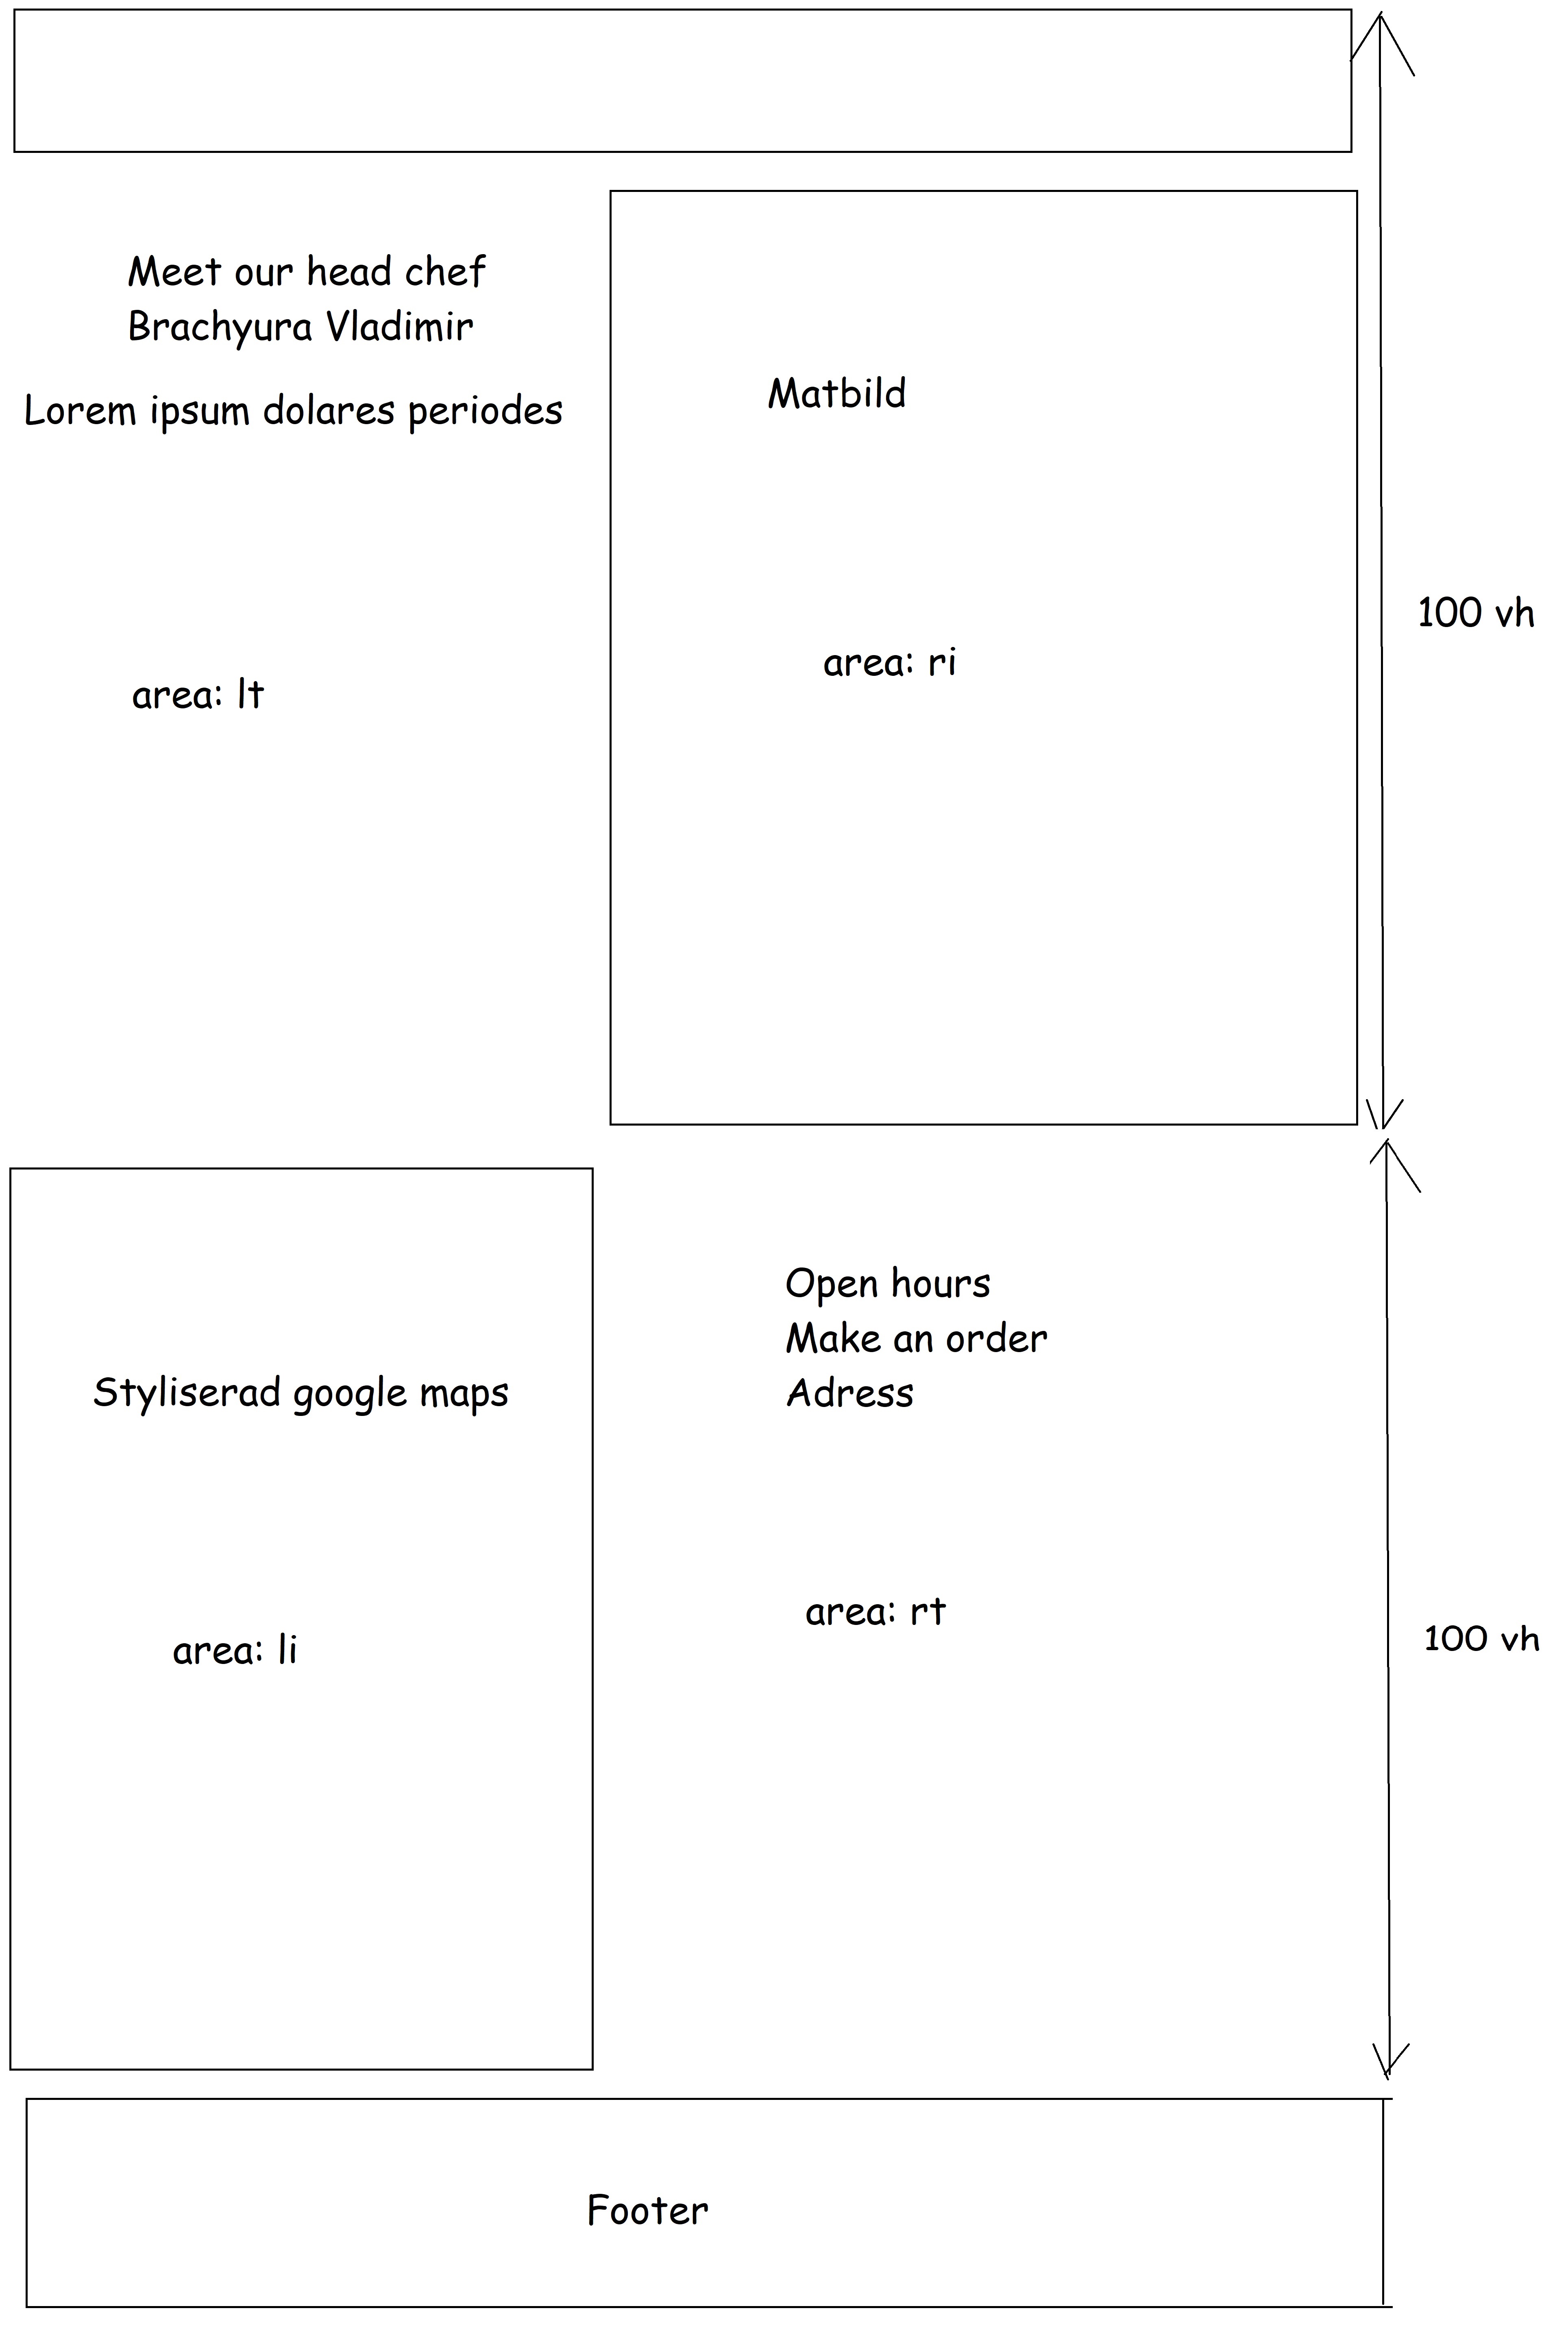 Meet our head chef
Brachyura Vladimir
Lorem ipsum dolares periodes
area: lt
Matbild
area: ri
100 vh
Styliserad google maps
area: li
Open hours
Make an order
Adress
area: rt
100 vh
Footer